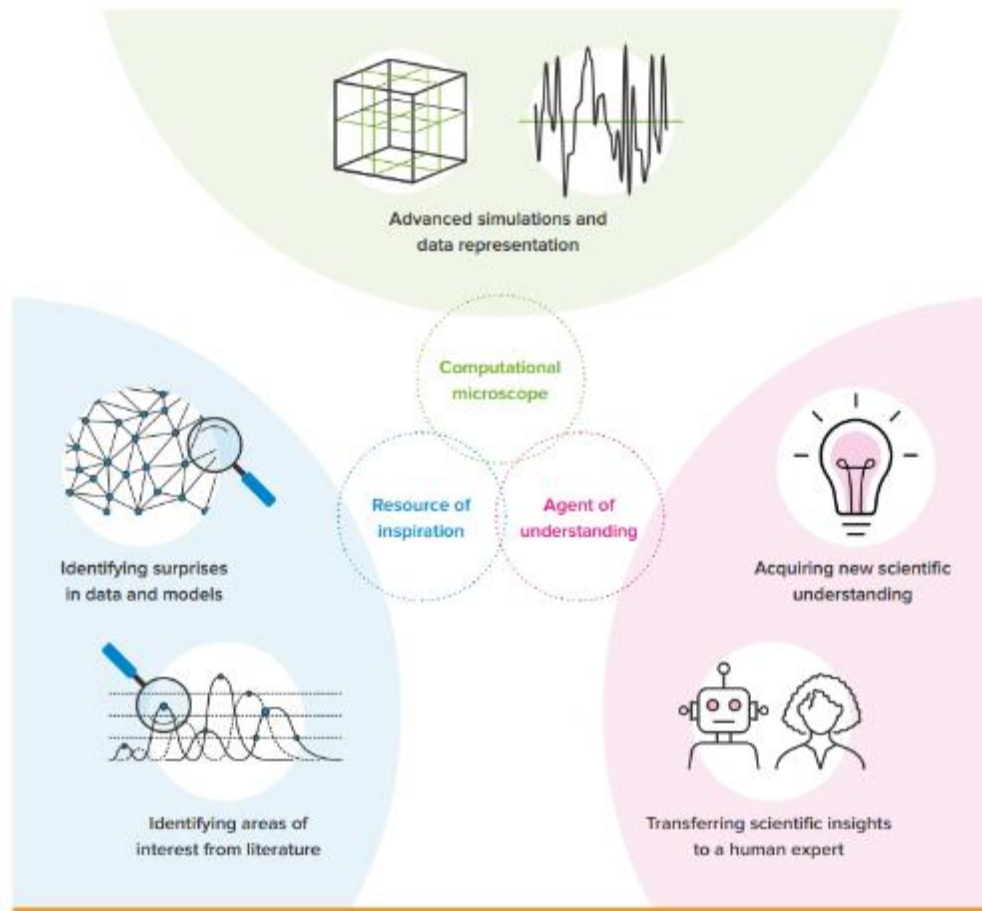 Advanced simulations and
data representation
Computational
microscope
Resource of
inspiration
Agent of
understanding
Identifying surprises
in data and models
Acquiring new scientific
understanding
Identifying areas of
interest from literature
Transferring scientific insights
to a human expert